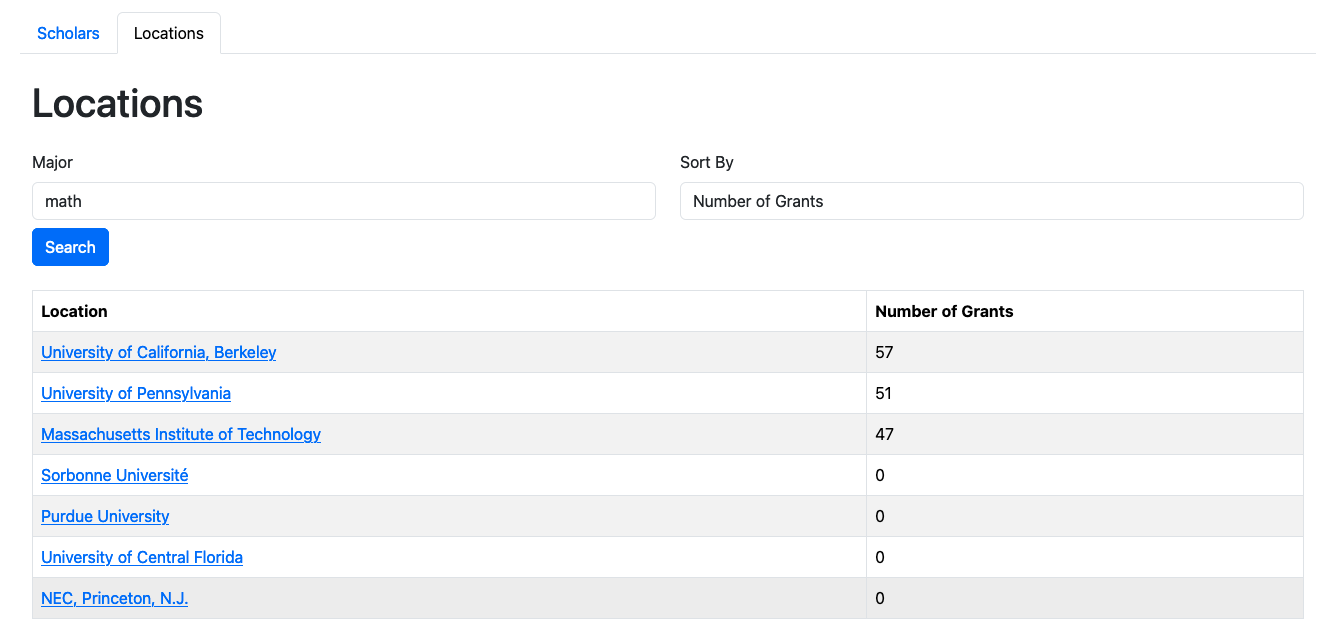 Scholars Locations
Locations
Major Sort By
math Number of Grants
Search
Location Number of Grants
University of California, Berkeley 57
University of Pennsylvania 51
Massachusetts Institute of Technology 47
Sorbonne Université 0
Purdue University 0
University of Central Florida 0
NEC, Princeton, N.J. 0